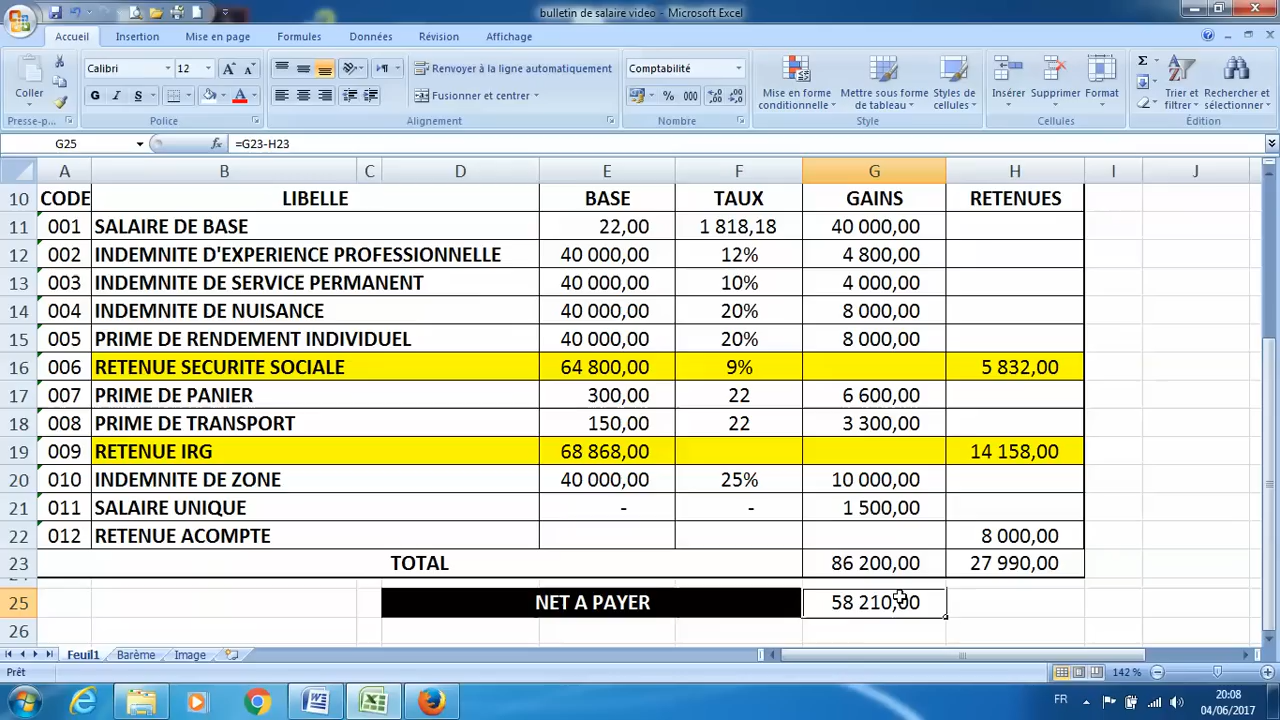 bulletin de salaire video - Microsoft Excel
Accueil Insertion Mise en page Formules Données Révision Affichage
Coller
Calibri 12
G I S
Renvoyer à la ligne automatiquement
Fusionner et centrer
Comptabilité
% 000
Mise en forme conditionnelle
Mettre sous forme de tableau
Styles de cellules
Insérer Supprimer Format
Trier et filtrer
Rechercher et sélectionner
Presse-p... Police Alignement Nombre Style Cellules Édition
G25 fx =G23-H23
A B C D E F G H I J
10 CODE LIBELLE BASE TAUX GAINS RETENUES
11 001 SALAIRE DE BASE 22,00 1 818,18 40 000,00
12 002 INDEMNITE D'EXPERIENCE PROFESSIONNELLE 40 000,00 12% 4 800,00
13 003 INDEMNITE DE SERVICE PERMANENT 40 000,00 10% 4 000,00
14 004 INDEMNITE DE NUISANCE 40 000,00 20% 8 000,00
15 005 PRIME DE RENDEMENT INDIVIDUEL 40 000,00 20% 8 000,00
16 006 RETENUE SECURITE SOCIALE 64 800,00 9% 5 832,00
17 007 PRIME DE PANIER 300,00 22 6 600,00
18 008 PRIME DE TRANSPORT 150,00 22 3 300,00
19 009 RETENUE IRG 68 868,00 14 158,00
20 010 INDEMNITE DE ZONE 40 000,00 25% 10 000,00
21 011 SALAIRE UNIQUE - - 1 500,00
22 012 RETENUE ACOMPTE 8 000,00
23 TOTAL 86 200,00 27 990,00
25 NET A PAYER 58 210,00
26
Feuil1 Barème Image
Prêt 142 %
FR 20:08
04/06/2017